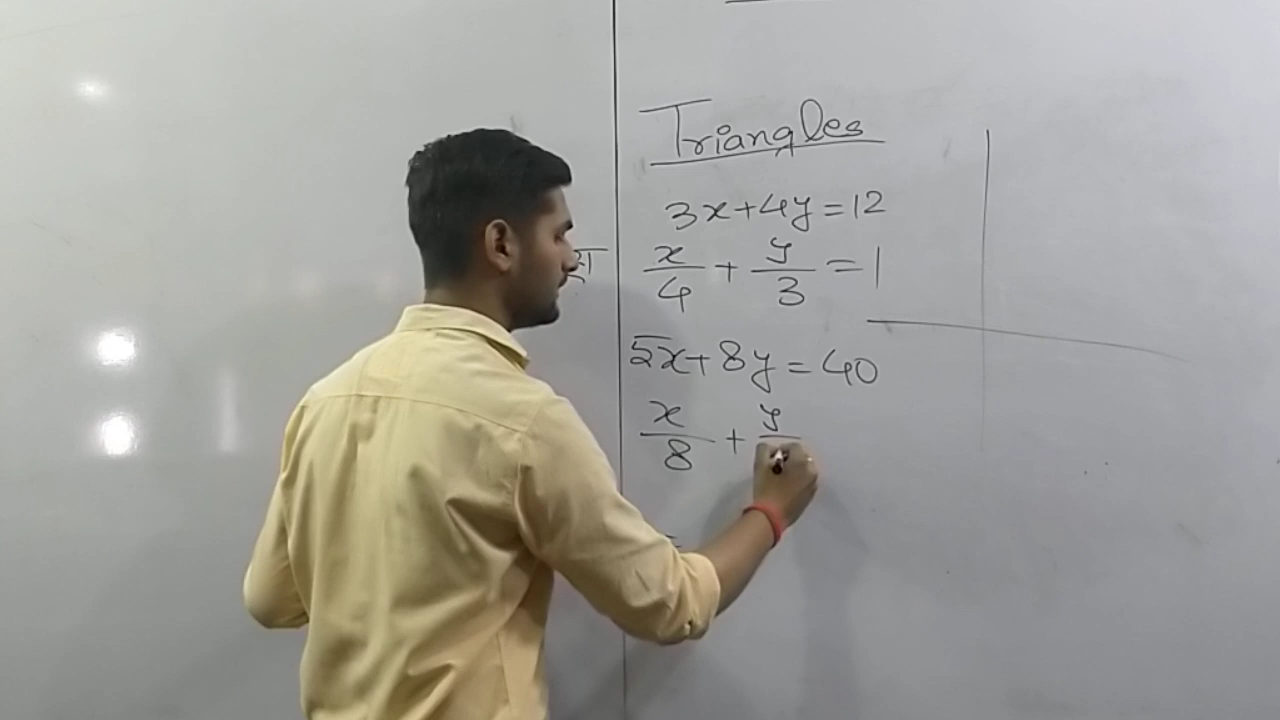 Triangles
3x+4y=12
x/4 + y/3 = 1
5x+8y=40
x/8 + y